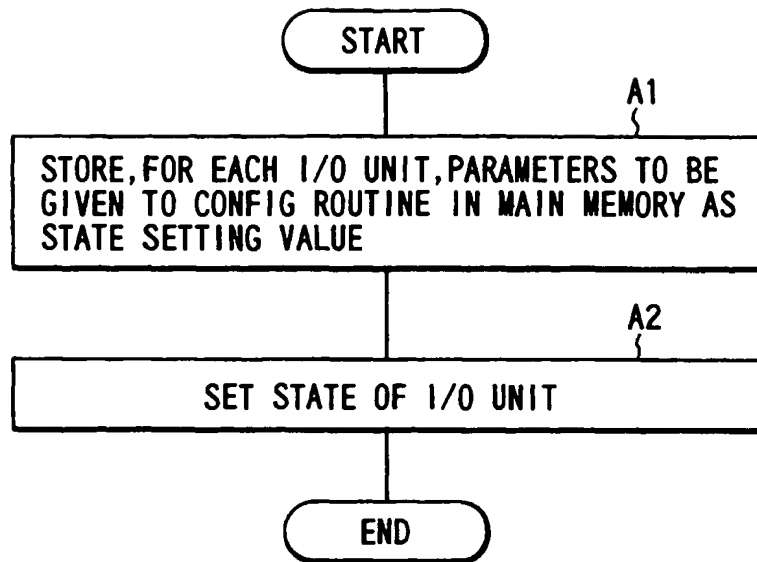 START
A1
STORE, FOR EACH I/O UNIT, PARAMETERS TO BE
GIVEN TO CONFIG ROUTINE IN MAIN MEMORY AS
STATE SETTING VALUE
A2
SET STATE OF I/O UNIT
END